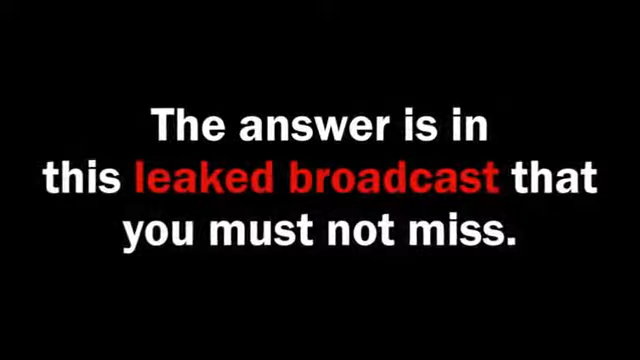 The answer is in
this leaked broadcast that
you must not miss.